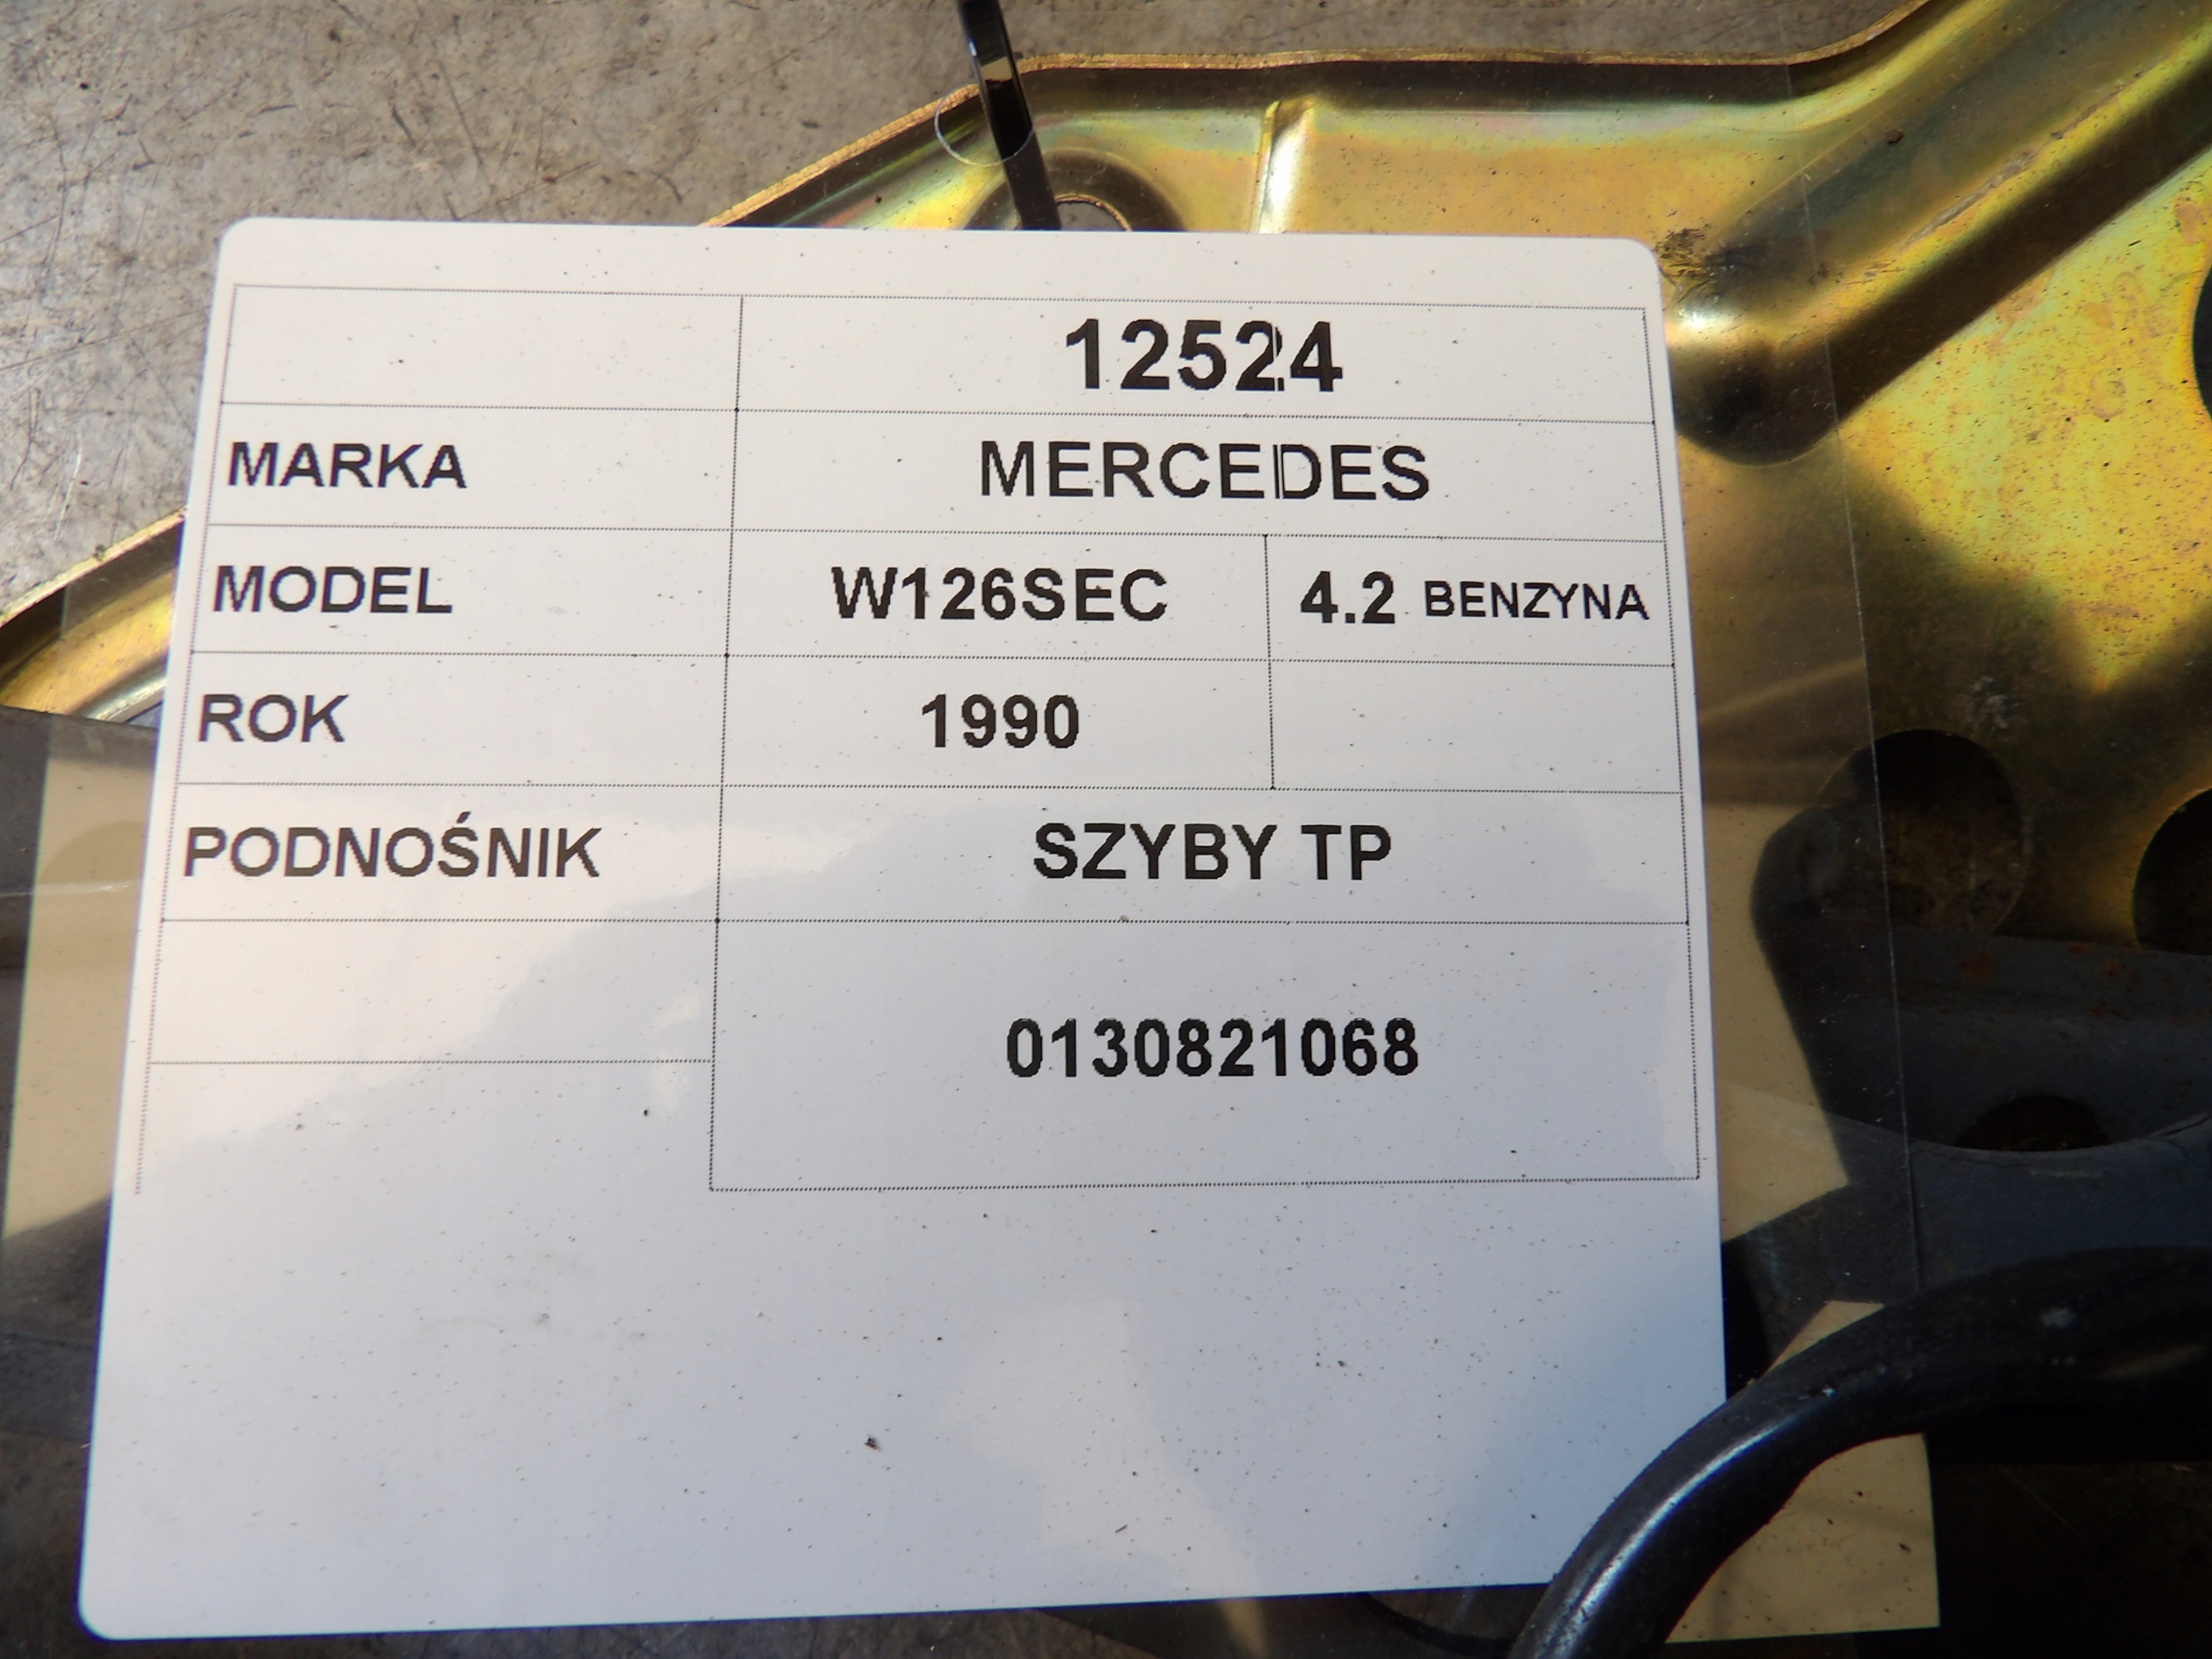 12524
MARKA MERCEDES
MODEL W126SEC 4.2 BENZYNA
ROK 1990
PODNOŚNIK SZYBY TP
0130821068